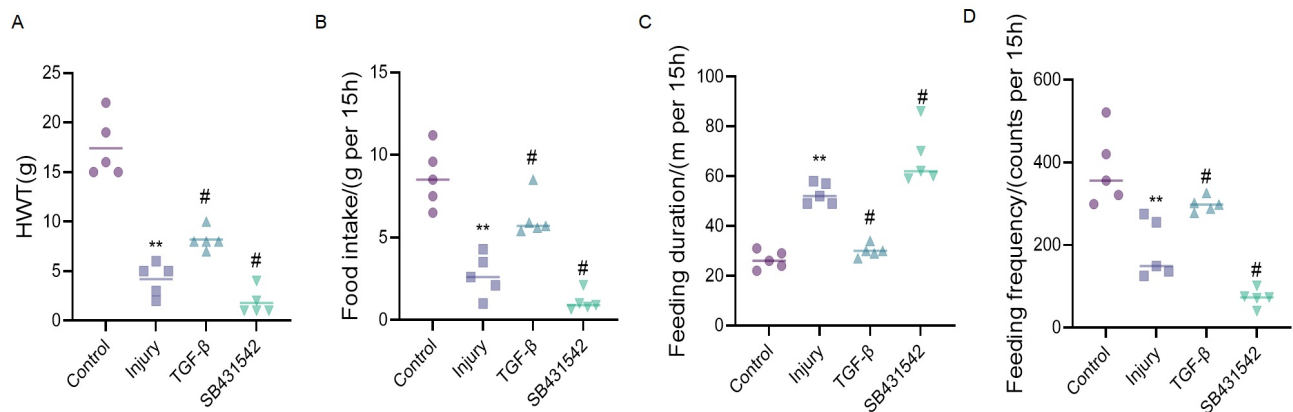 A
HWT(g)
25
20
15
10
5
0
**
#
#
Control
Injury
TGF-β
SB431542
B
Food intake/(g per 15h)
15
10
5
0
**
#
#
Control
Injury
TGF-β
SB431542
C
Feeding duration/(m per 15h)
100
80
60
40
20
0
**
#
#
Control
Injury
TGF-β
SB431542
D
Feeding frequency/(counts per 15h)
600
400
200
0
**
#
#
Control
Injury
TGF-β
SB431542